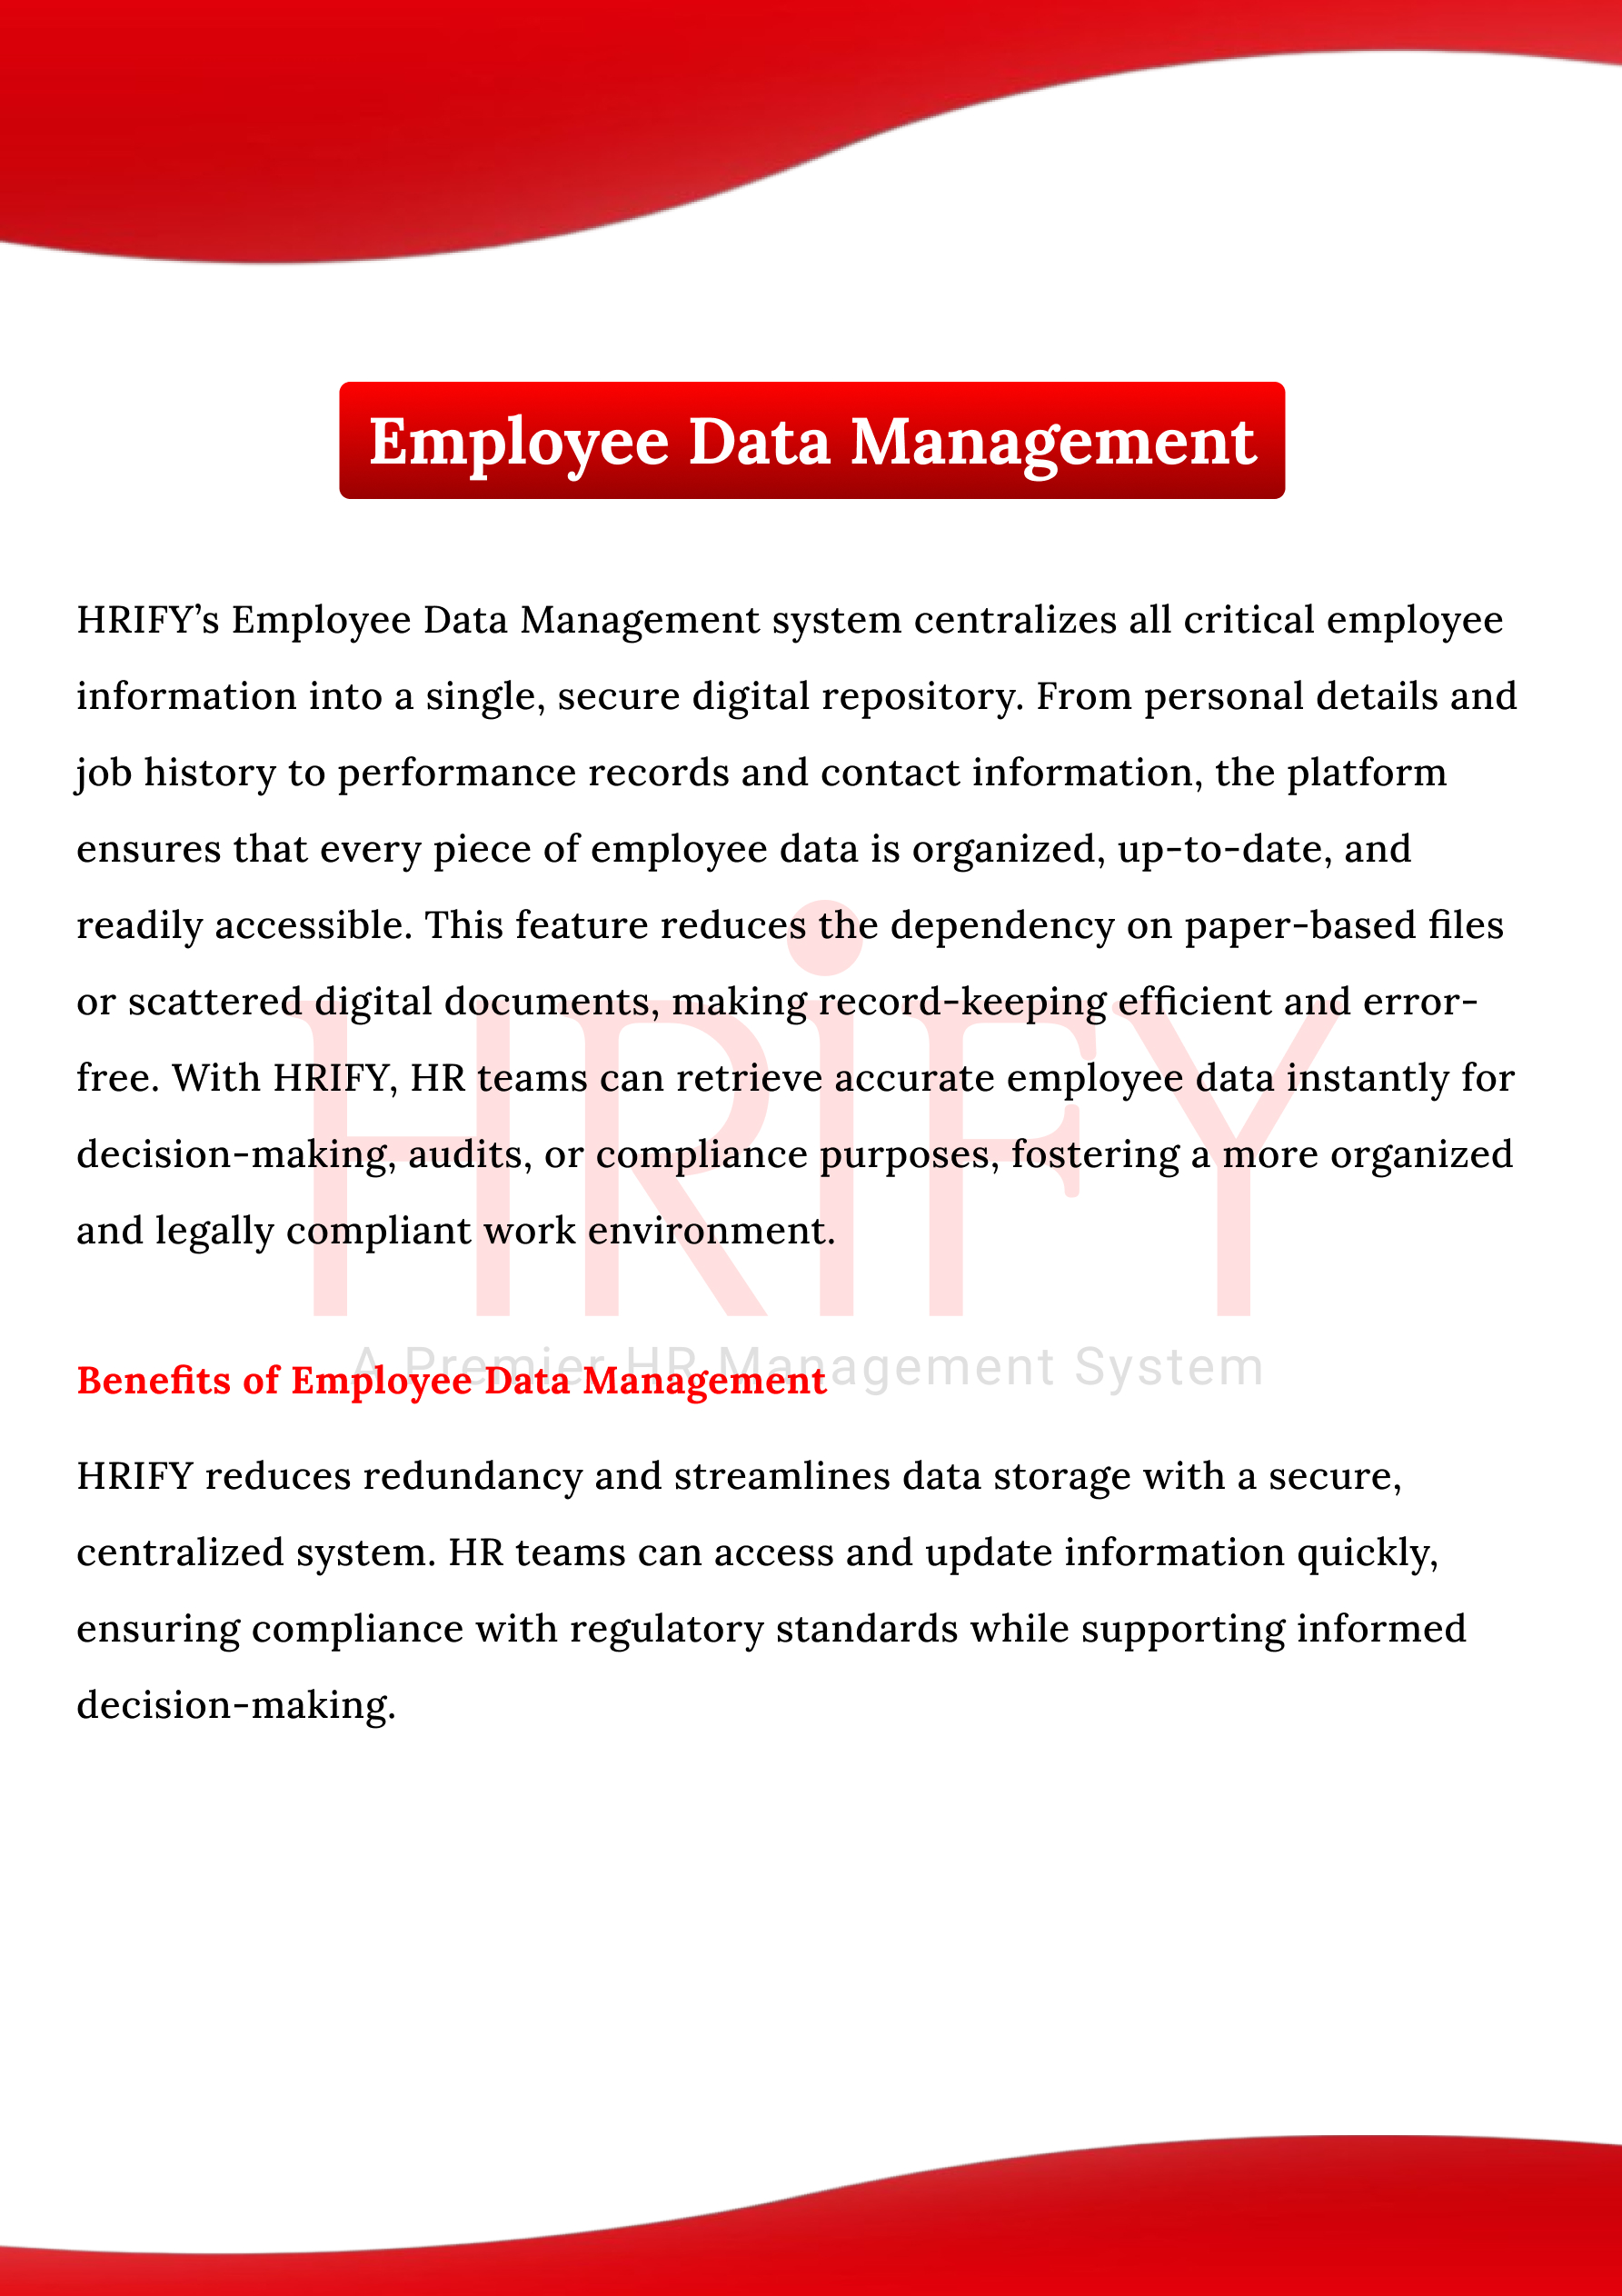 Employee Data Management
HRIFY’s Employee Data Management system centralizes all critical employee
information into a single, secure digital repository. From personal details and
job history to performance records and contact information, the platform
ensures that every piece of employee data is organized, up-to-date, and
readily accessible. This feature reduces the dependency on paper-based files
or scattered digital documents, making record-keeping efficient and error-
free. With HRIFY, HR teams can retrieve accurate employee data instantly for
decision-making, audits, or compliance purposes, fostering a more organized
and legally compliant work environment.
HRIFY
A Premier HR Management System
Benefits of Employee Data Management
HRIFY reduces redundancy and streamlines data storage with a secure,
centralized system. HR teams can access and update information quickly,
ensuring compliance with regulatory standards while supporting informed
decision-making.